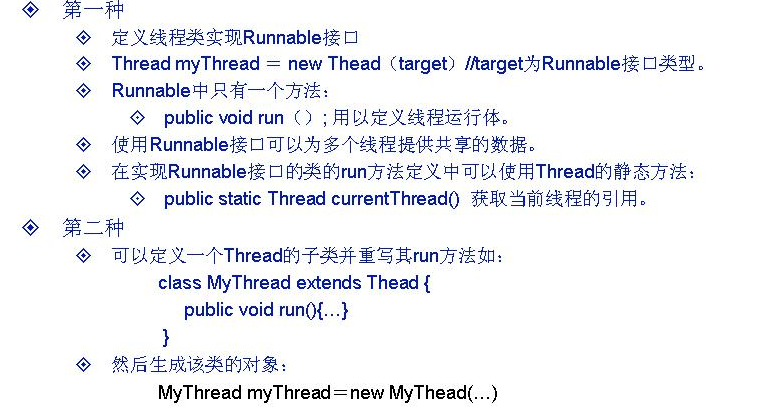 第一种
定义线程类实现Runnable接口
Thread myThread = new Thead（target）//target为Runnable接口类型。
Runnable中只有一个方法：
public void run（）; 用以定义线程运行体。
使用Runnable接口可以为多个线程提供共享的数据。
在实现Runnable接口的类的run方法定义中可以使用Thread的静态方法：
public static Thread currentThread() 获取当前线程的引用。
第二种
可以定义一个Thread的子类并重写其run方法如：
class MyThread extends Thead {
public void run(){…}
}
然后生成该类的对象：
MyThread myThread＝new MyThead(…)